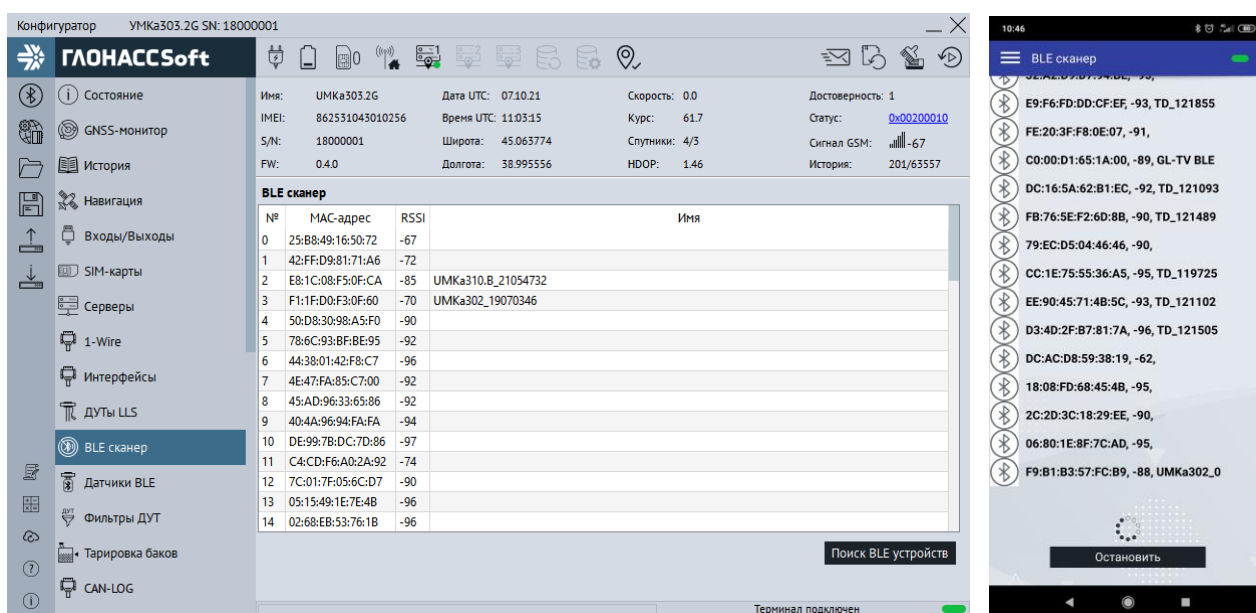 Конфигуратор УМКа303.2G SN: 18000001
ГЛОНАССSoft
0
Состояние
GNSS-монитор
История
Навигация
Входы/Выходы
SIM-карты
Серверы
1-Wire
Интерфейсы
ДУТы LLS
BLE сканер
Датчики BLE
Фильтры ДУТ
Тарировка баков
CAN-LOG
Имя: УМКа303.2G Дата UTC: 07.10.21 Скорость: 0.0 Достоверность: 1
IMEI: 862531043010256 Время UTC: 11:03:15 Курс: 61.7 Статус: 0x00200010
S/N: 18000001 Широта: 45.063774 Спутники: 4/3 Сигнал GSM: -67
FW: 0.4.0 Долгота: 38.995556 HDOP: 1.46 История: 201/63557
BLE сканер
№ MAC-адрес RSSI Имя
0 25:B8:49:16:50:72 -67
1 42:FF:D9:81:71:A6 -72
2 E8:1C:08:F5:0F:CA -85 UMKa310.B_21054732
3 F1:1F:D0:F3:0F:60 -70 UMKa302_19070346
4 50:D8:30:98:A5:F0 -90
5 78:6C:93:BF:BE:95 -92
6 44:38:01:42:F8:C7 -96
7 4E:47:FA:85:C7:00 -92
8 45:AD:96:33:65:86 -92
9 40:4A:96:94:FA:FA -94
10 DE:99:7B:DC:7D:86 -97
11 C4:CD:F6:A0:2A:92 -74
12 7C:01:7F:05:6C:D7 -90
13 05:15:49:1E:7E:4B -96
14 02:68:EB:53:76:1B -96
Поиск BLE устройств
Терминал подключен
10:46
BLE сканер
E9:F6:FD:DD:CF:EF, -93, TD_121855
FE:20:3F:F8:0E:07, -91,
C0:00:D1:65:1A:00, -89, GL-TV BLE
DC:16:5A:62:B1:EC, -92, TD_121093
FB:76:5E:F2:6D:8B, -90, TD_121489
79:EC:D5:04:46:46, -90,
CC:1E:75:55:36:A5, -95, TD_119725
EE:90:45:71:4B:5C, -93, TD_121102
D3:4D:2F:B7:81:7A, -96, TD_121505
DC:AC:D8:59:38:19, -62,
18:08:FD:68:45:4B, -95,
2C:2D:3C:18:29:EE, -90,
06:80:1E:8F:7C:AD, -95,
F9:B1:B3:57:FC:B9, -88, UMKa302_0
Остановить